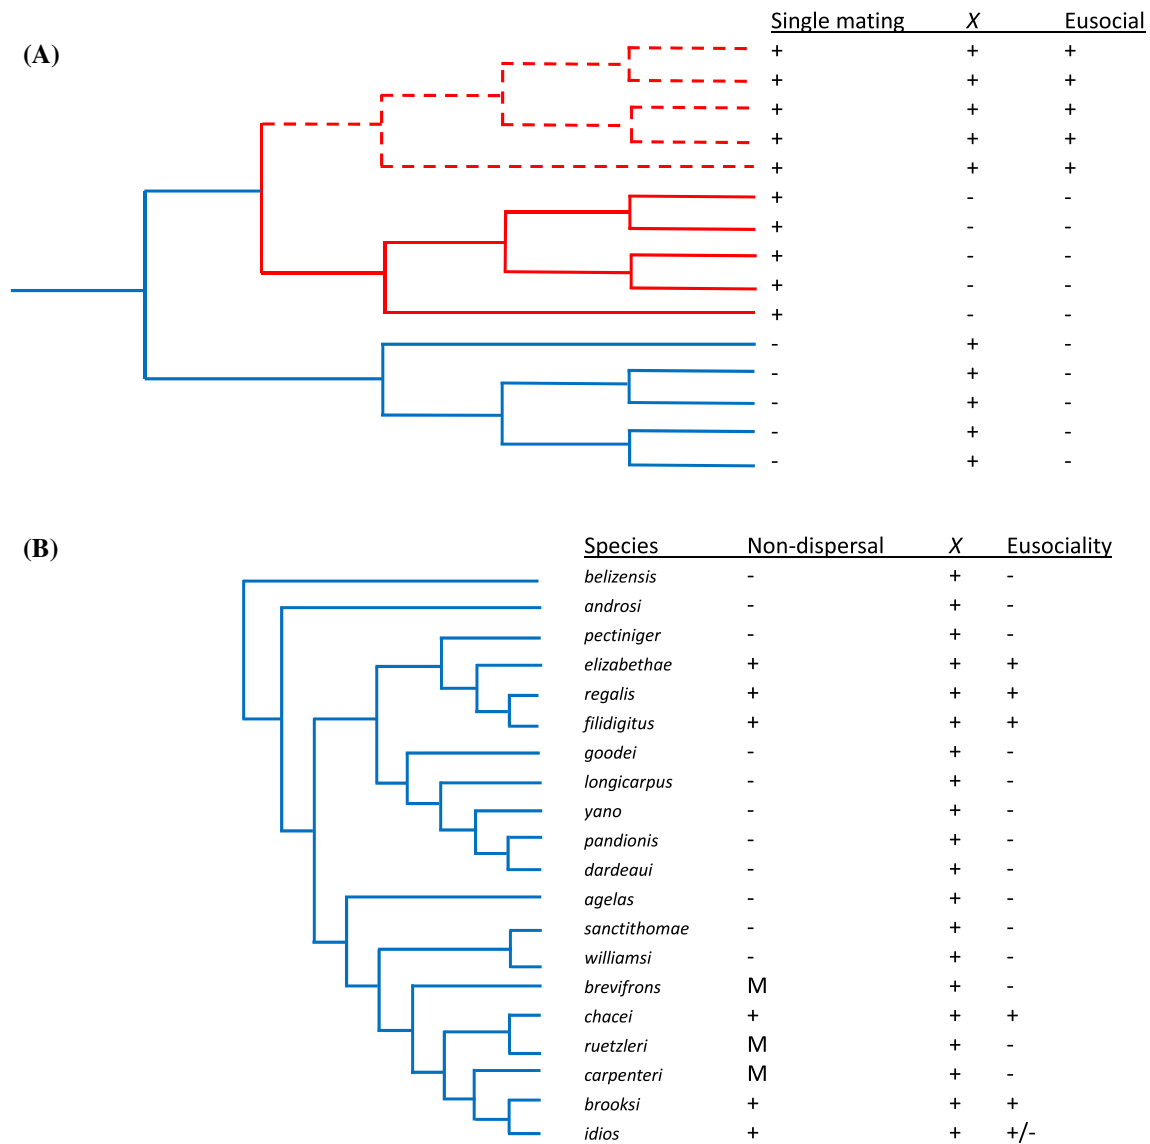 (A)
Single mating X Eusocial
+ + +
+ + +
+ + +
+ + +
+ + +
+ - -
+ - -
+ - -
+ - -
+ - -
- + -
- + -
- + -
- + -
- + -
(B)
Species Non-dispersal X Eusociality
belizensis - + -
androsi - + -
pectiniger - + -
elizabethae + + +
regalis + + +
filidigitus + + +
goodei - + -
longicarpus - + -
yano - + -
pandionis - + -
dardeaui - + -
agelas - + -
sanctithomae - + -
williamsi - + -
brevifrons M + -
chacei + + +
ruetzleri M + -
carpenteri M + -
brooksi + + +
idios + + +/-